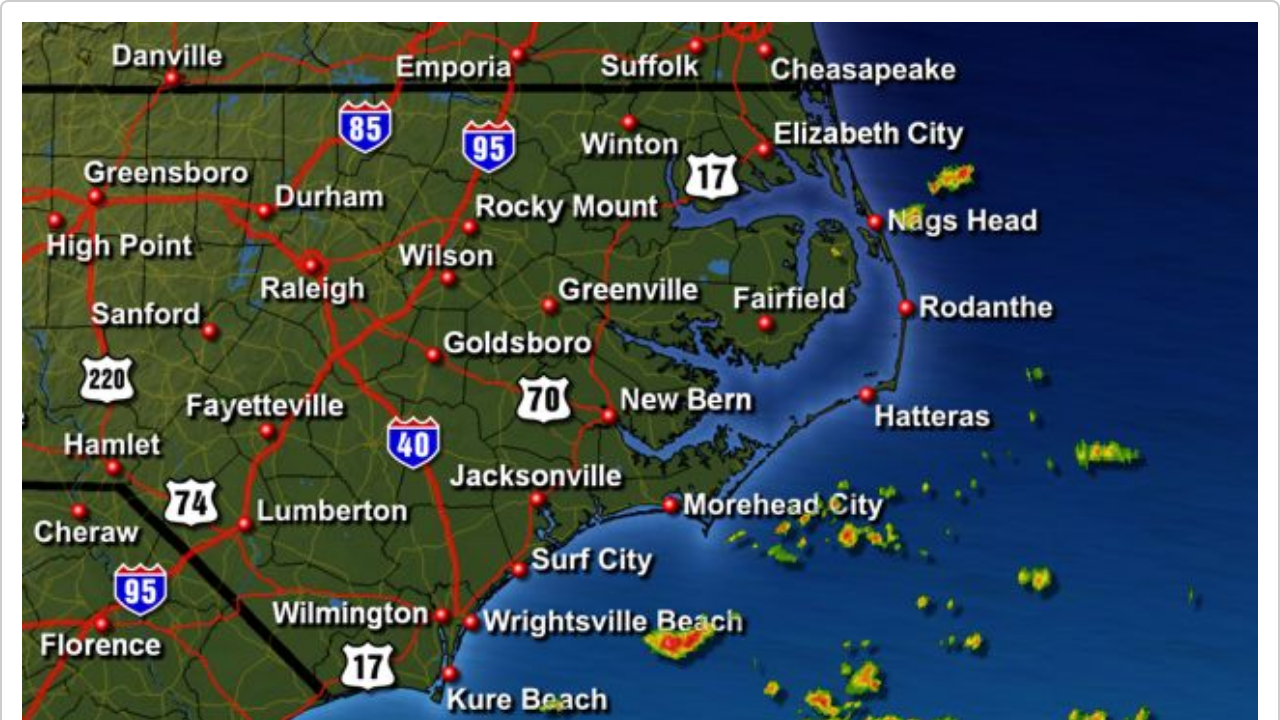 Danville
Emporia
Suffolk
Cheasapeake
85
95
Winton
Elizabeth City
17
Greensboro
Durham
Rocky Mount
Nags Head
High Point
Wilson
Raleigh
Greenville
Fairfield
Rodanthe
Sanford
Goldsboro
220
70
New Bern
Fayetteville
Hatteras
Hamlet
40
Jacksonville
74
Morehead City
Lumberton
Cheraw
Surf City
95
Wilmington
Wrightsville Beach
Florence
17
Kure Beach